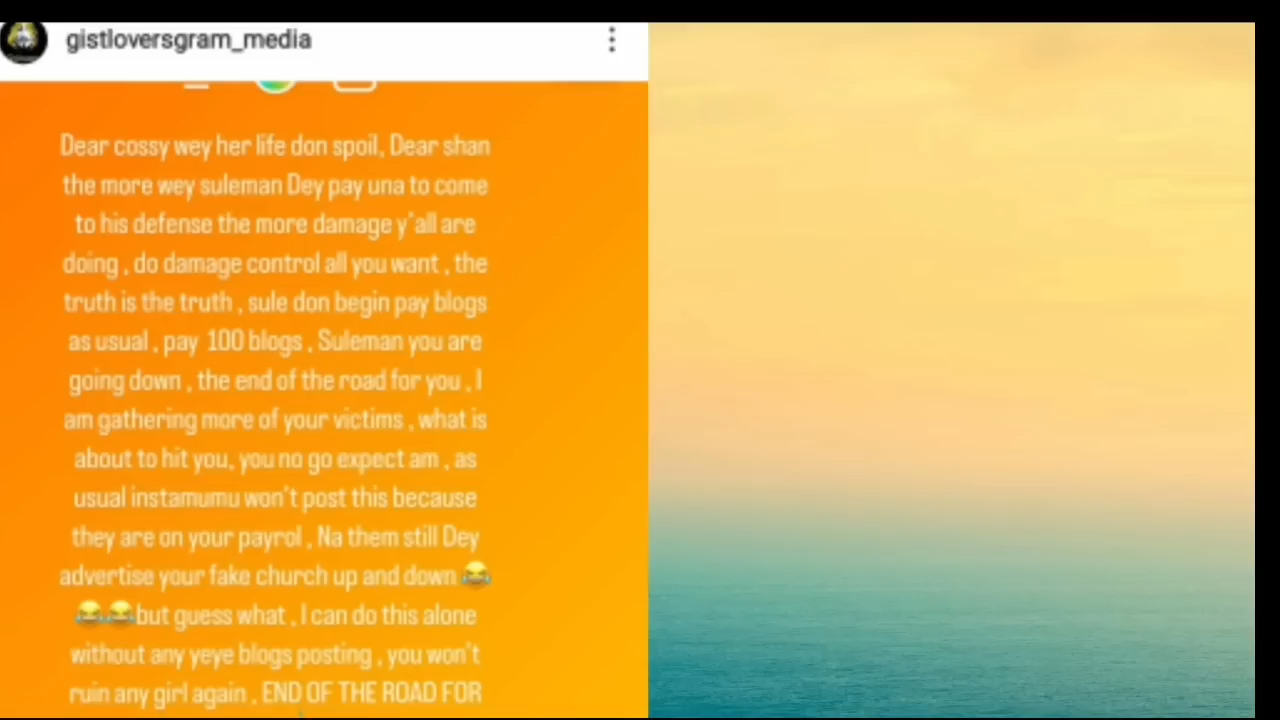 gistloversgram_media
Dear cossy wey her life don spoil, Dear shan
the more wey suleman Dey pay una to come
to his defense the more damage y'all are
doing , do damage control all you want , the
truth is the truth , sule don begin pay blogs
as usual , pay 100 blogs , Suleman you are
going down , the end of the road for you , I
am gathering more of your victims , what is
about to hit you, you no go expect am , as
usual instamumu won't post this because
they are on your payrol , Na them still Dey
advertise your fake church up and down 😂
😂😂but guess what , I can do this alone
without any yeye blogs posting , you won't
ruin any girl again , END OF THE ROAD FOR